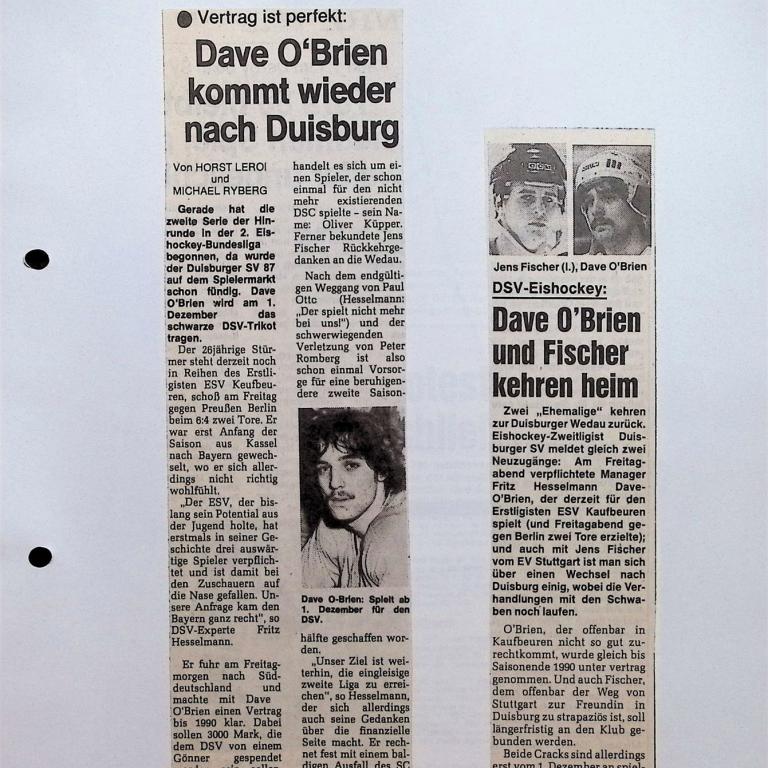 ● Vertrag ist perfekt:
Dave O'Brien
kommt wieder
nach Duisburg
Von HORST LEROI
und
MICHAEL RYBERG
Gerade hat die
zweite Serie der Hin-
runde in der 2. Eis-
hockey-Bundesliga
begonnen, da wurde
der Duisburger SV 87
auf dem Spielermarkt
schon fündig. Dave
O'Brien wird am 1.
Dezember das
schwarze DSV-Trikot
tragen.
Der 26jährige Stür-
mer steht derzeit noch
in Reihen des Erstli-
gisten ESV Kaufbeu-
ren, schoß am Freitag
gegen Preußen Berlin
beim 6:4 zwei Tore. Er
war erst Anfang der
Saison aus Kassel
nach Bayern gewech-
selt, wo er sich aller-
dings nicht richtig
wohlfühlt.
„Der ESV, der bis-
lang sein Potential aus
der Jugend holte, hat
erstmals in seiner Ge-
schichte drei auswär-
tige Spieler verpflich-
tet und ist damit bei
den Zuschauern auf
die Nase gefallen. Un-
sere Anfrage kam den
Bayern ganz recht", so
DSV-Experte Fritz
Hesselmann.
Er fuhr am Freitag-
morgen nach Süd-
deutschland und
machte mit Dave
O'Brien einen Vertrag
bis 1990 klar. Dabei
sollen 3000 Mark, die
dem DSV von einem
Gönner gespendet
handelt es sich um ei-
nen Spieler, der schon
einmal für den nicht
mehr existierenden
DSC spielte – sein Na-
me: Oliver Küpper.
Ferner bekundete Jens
Fischer Rückkehrge-
danken an die Wedau.
Nach dem endgülti-
gen Weggang von Paul
Otto (Hesselmann:
„Der spielt nicht mehr
bei uns!") und der
schwerwiegenden
Verletzung von Peter
Romberg ist also
schon einmal Vorsor-
ge für eine beruhigen-
dere zweite Saison-
Dave O-Brien: Spielt ab
1. Dezember für den
DSV.
hälfte geschaffen wor-
den.
„Unser Ziel ist wei-
terhin, die eingleisige
zweite Liga zu errei-
chen", so Hesselmann,
der sich allerdings
auch seine Gedanken
über die finanzielle
Seite macht. Er rech-
net fest mit einem bal-
digen Ausfall des SC
Jens Fischer (l.), Dave O'Brien
DSV-Eishockey:
Dave O'Brien
und Fischer
kehren heim
Zwei „Ehemalige" kehren
zur Duisburger Wedau zurück.
Eishockey-Zweitligist Duis-
burger SV meldet gleich zwei
Neuzugänge: Am Freitag-
abend verpflichtete Manager
Fritz Hesselmann Dave-
O'Brien, der derzeit für den
Erstligisten ESV Kaufbeuren
spielt (und Freitagabend ge-
gen Berlin zwei Tore erzielte);
und auch mit Jens Fischer
vom EV Stuttgart ist man sich
über einen Wechsel nach
Duisburg einig, wobei die Ver-
handlungen mit den Schwa-
ben noch laufen.
O'Brien, der offenbar in
Kaufbeuren nicht so gut zu-
rechtkommt, wurde gleich bis
Saisonende 1990 unter vertrag
genommen. Und auch Fischer,
dem offenbar der Weg von
Stuttgart zur Freundin in
Duisburg zu strapaziös ist, soll
längerfristig an den Klub ge-
bunden werden.
Beide Cracks sind allerdings
erst vom 1. Dezember an spiel-